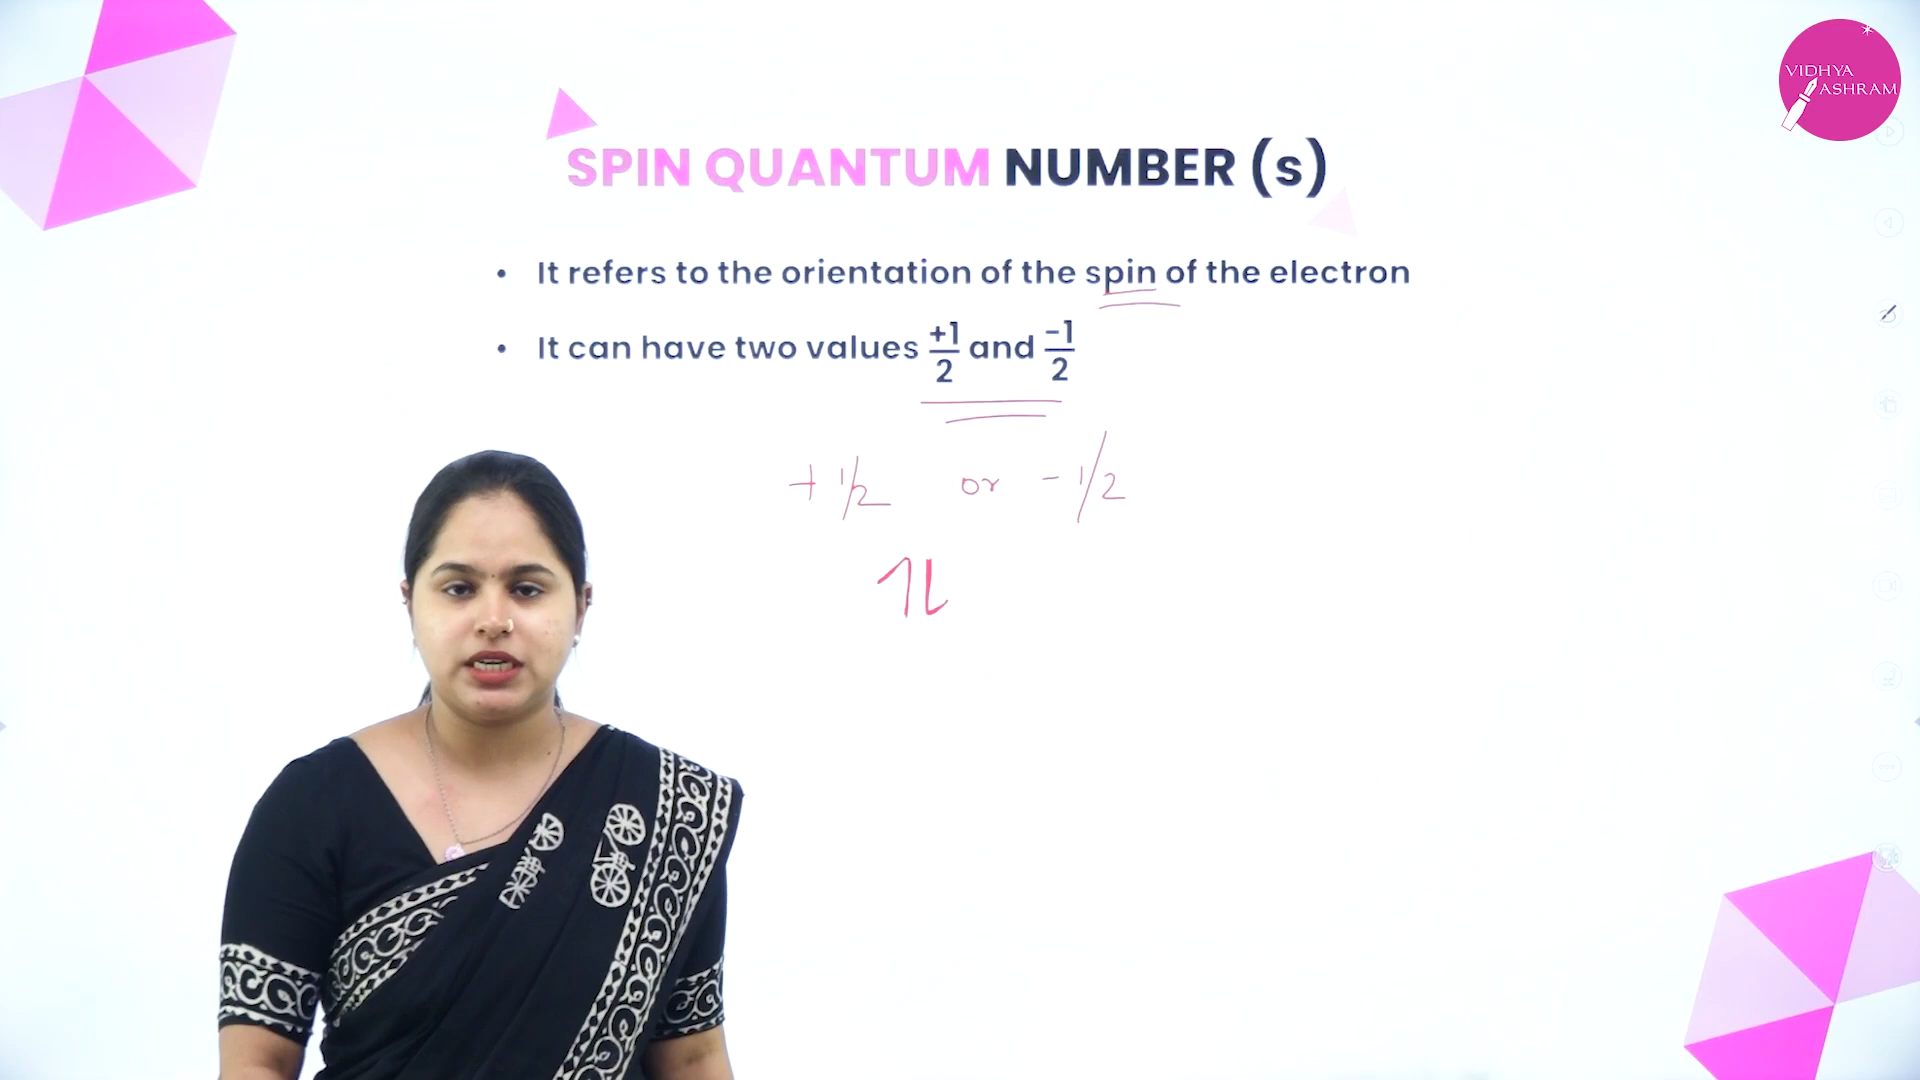 VIDHYA
ASHRAM
SPIN QUANTUM NUMBER (s)
• It refers to the orientation of the spin of the electron
• It can have two values +1/2 and -1/2
+ 1/2 or - 1/2
↿⇂